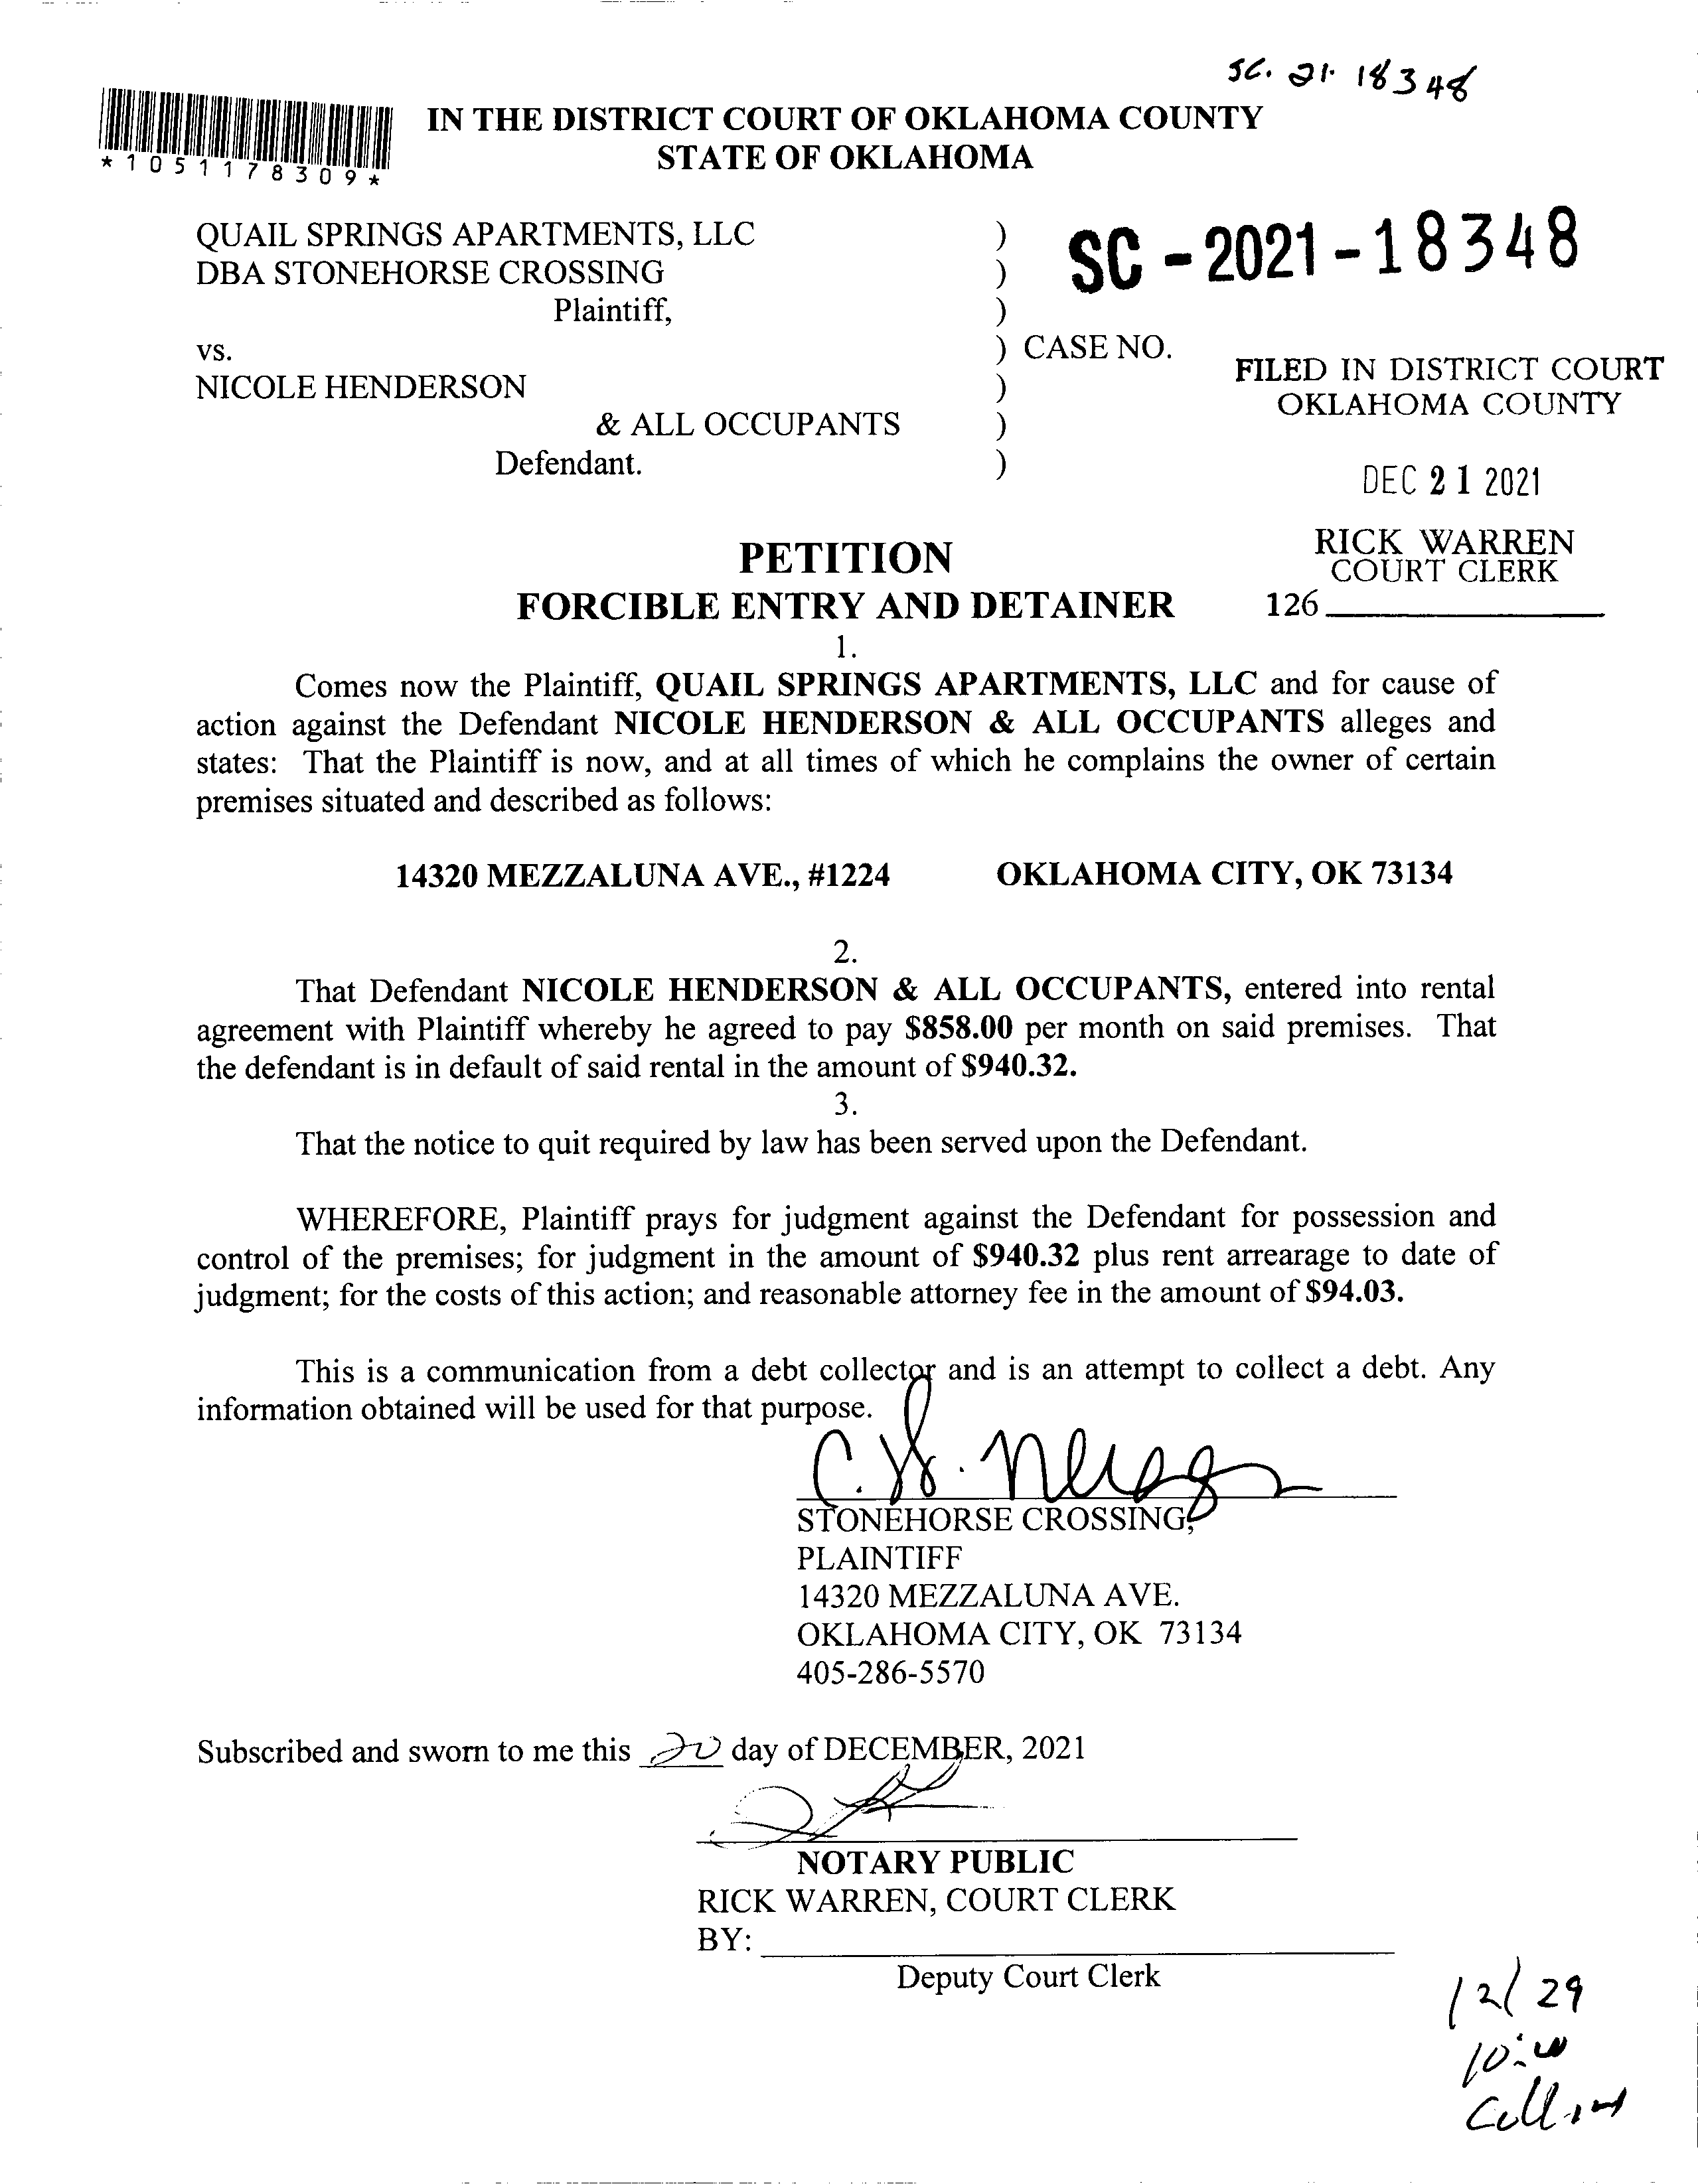 SC. 21. 18348
*1051178309*
IN THE DISTRICT COURT OF OKLAHOMA COUNTY
STATE OF OKLAHOMA
QUAIL SPRINGS APARTMENTS, LLC )
DBA STONEHORSE CROSSING )
Plaintiff, )
SC-2021-18348
vs. ) CASE NO.
NICOLE HENDERSON )
& ALL OCCUPANTS )
Defendant. )
FILED IN DISTRICT COURT
OKLAHOMA COUNTY
DEC 21 2021
RICK WARREN
COURT CLERK
126
PETITION
FORCIBLE ENTRY AND DETAINER
1.
Comes now the Plaintiff, QUAIL SPRINGS APARTMENTS, LLC and for cause of
action against the Defendant NICOLE HENDERSON & ALL OCCUPANTS alleges and
states: That the Plaintiff is now, and at all times of which he complains the owner of certain
premises situated and described as follows:
14320 MEZZALUNA AVE., #1224 OKLAHOMA CITY, OK 73134
2.
That Defendant NICOLE HENDERSON & ALL OCCUPANTS, entered into rental
agreement with Plaintiff whereby he agreed to pay $858.00 per month on said premises. That
the defendant is in default of said rental in the amount of $940.32.
3.
That the notice to quit required by law has been served upon the Defendant.
WHEREFORE, Plaintiff prays for judgment against the Defendant for possession and
control of the premises; for judgment in the amount of $940.32 plus rent arrearage to date of
judgment; for the costs of this action; and reasonable attorney fee in the amount of $94.03.
This is a communication from a debt collector and is an attempt to collect a debt. Any
information obtained will be used for that purpose.
STONEHORSE CROSSING,
PLAINTIFF
14320 MEZZALUNA AVE.
OKLAHOMA CITY, OK 73134
405-286-5570
Subscribed and sworn to me this 20 day of DECEMBER, 2021
NOTARY PUBLIC
RICK WARREN, COURT CLERK
BY:
Deputy Court Clerk
12/29
10:00